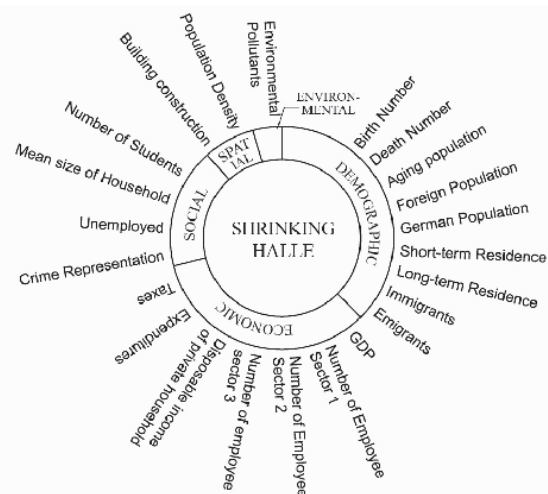 SHRINKING
HALLE
ENVIRON-
MENTAL
DEMOGRAPHIC
ECONOMIC
SOCIAL
SPAT
IAL
Environmental
Pollutants
Birth Number
Death Number
Aging population
Foreign Population
German Population
Short-term Residence
Long-term Residence
Immigrants
Emigrants
GDP
Number of Employee
Sector 1
Number of Employee
Sector 2
Number of employee
sector 3
Disposable income
of private household
Expenditures
Taxes
Crime Representation
Unemployed
Mean size of Household
Number of Students
Building construction
Population Density